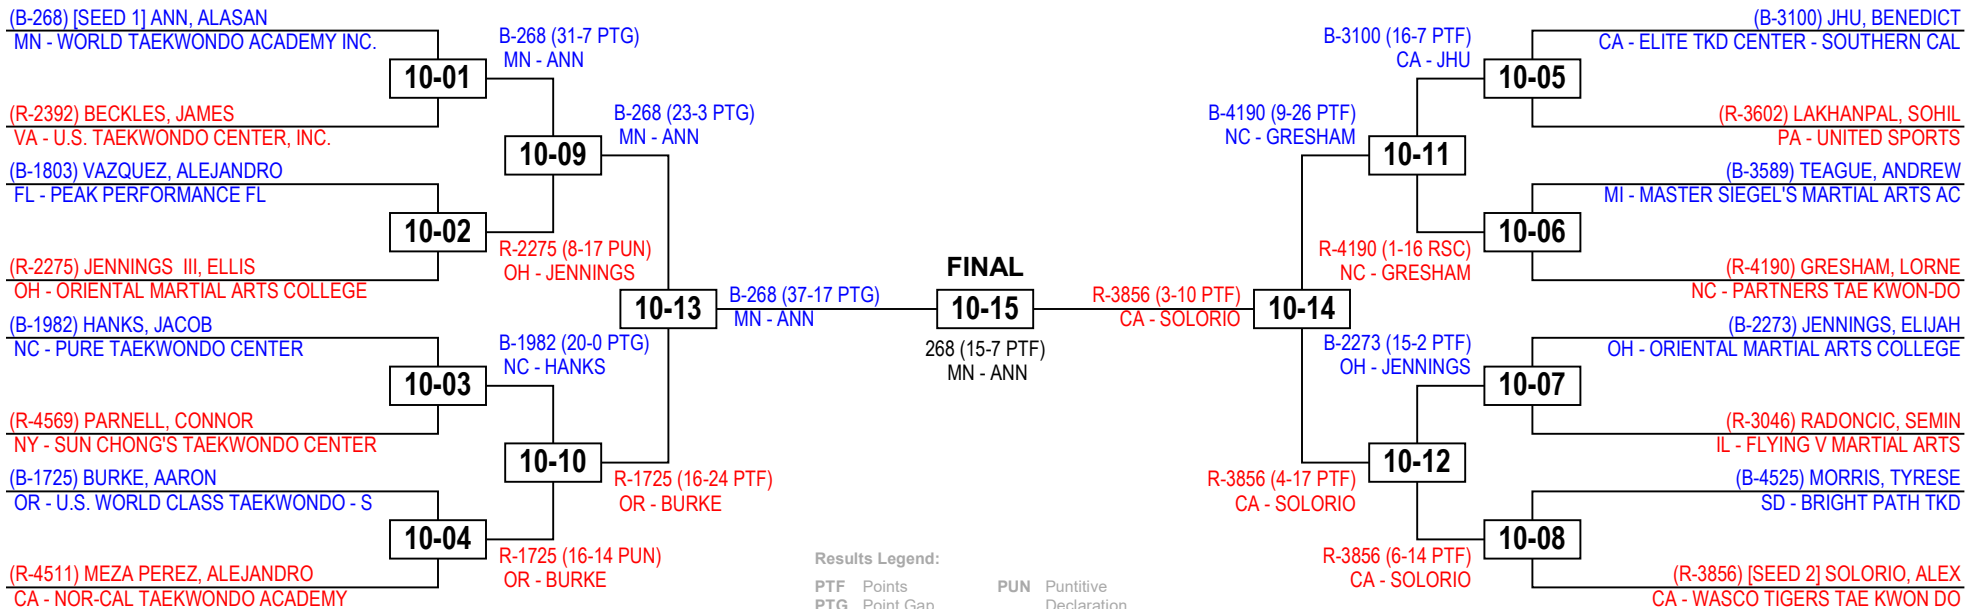 (B-268) [SEED 1] ANN, ALASAN
MN - WORLD TAEKWONDO ACADEMY INC.
10-01
(R-2392) BECKLES, JAMES
VA - U.S. TAEKWONDO CENTER, INC.
(B-1803) VAZQUEZ, ALEJANDRO
FL - PEAK PERFORMANCE FL
10-02
(R-2275) JENNINGS  III, ELLIS
OH - ORIENTAL MARTIAL ARTS COLLEGE
(B-1982) HANKS, JACOB
NC - PURE TAEKWONDO CENTER
10-03
(R-4569) PARNELL, CONNOR
NY - SUN CHONG'S TAEKWONDO CENTER
(B-1725) BURKE, AARON
OR - U.S. WORLD CLASS TAEKWONDO - S
10-04
(R-4511) MEZA PEREZ, ALEJANDRO
CA - NOR-CAL TAEKWONDO ACADEMY
B-268 (31-7 PTG)
MN - ANN
10-09
R-2275 (8-17 PUN)
OH - JENNINGS
B-1982 (20-0 PTG)
NC - HANKS
10-10
R-1725 (16-14 PUN)
OR - BURKE
B-268 (23-3 PTG)
MN - ANN
10-13
R-1725 (16-24 PTF)
OR - BURKE
B-268 (37-17 PTG)
MN - ANN
FINAL
10-15
268 (15-7 PTF)
MN - ANN
R-3856 (3-10 PTF)
CA - SOLORIO
10-14
B-4190 (9-26 PTF)
NC - GRESHAM
R-3856 (4-17 PTF)
CA - SOLORIO
B-3100 (16-7 PTF)
CA - JHU
10-11
R-4190 (1-16 RSC)
NC - GRESHAM
B-2273 (15-2 PTF)
OH - JENNINGS
10-12
R-3856 (6-14 PTF)
CA - SOLORIO
(B-3100) JHU, BENEDICT
CA - ELITE TKD CENTER - SOUTHERN CAL
10-05
(R-3602) LAKHANPAL, SOHIL
PA - UNITED SPORTS
(B-3589) TEAGUE, ANDREW
MI - MASTER SIEGEL'S MARTIAL ARTS AC
10-06
(R-4190) GRESHAM, LORNE
NC - PARTNERS TAE KWON-DO
(B-2273) JENNINGS, ELIJAH
OH - ORIENTAL MARTIAL ARTS COLLEGE
10-07
(R-3046) RADONCIC, SEMIN
IL - FLYING V MARTIAL ARTS
(B-4525) MORRIS, TYRESE
SD - BRIGHT PATH TKD
10-08
(R-3856) [SEED 2] SOLORIO, ALEX
CA - WASCO TIGERS TAE KWON DO
Results Legend:
PTF Points PUN Puntitive
PTG Point Gap Declaration